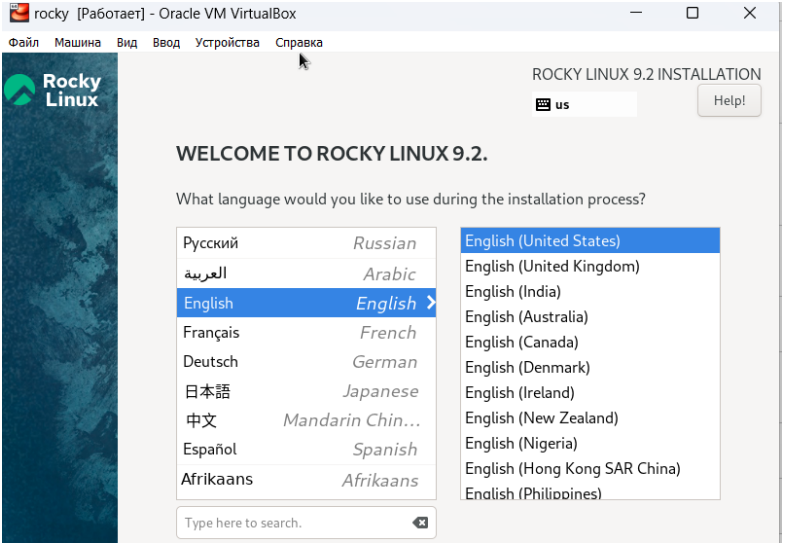 rocky [Работает] - Oracle VM VirtualBox
Файл Машина Вид Ввод Устройства Справка
Rocky
Linux
ROCKY LINUX 9.2 INSTALLATION
us
Help!
WELCOME TO ROCKY LINUX 9.2.
What language would you like to use during the installation process?
Русский Russian
العربية Arabic
English English
Français French
Deutsch German
日本語 Japanese
中文 Mandarin Chin...
Español Spanish
Afrikaans Afrikaans
Type here to search.
English (United States)
English (United Kingdom)
English (India)
English (Australia)
English (Canada)
English (Denmark)
English (Ireland)
English (New Zealand)
English (Nigeria)
English (Hong Kong SAR China)
English (Philippines)